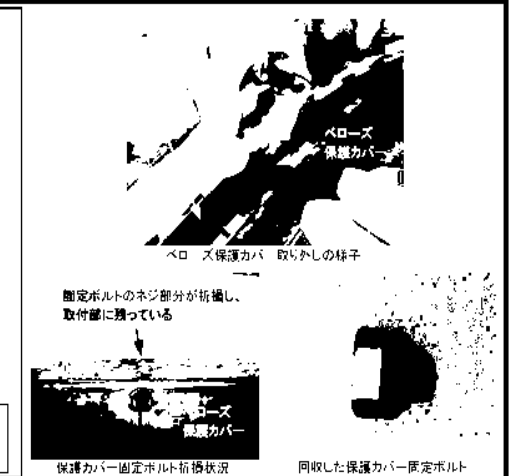 ベローズ
保護カバー
ベローズ保護カバー取り外しの様子
固定ボルトのネジ部分が折損し、
取付部に残っている
ベローズ
保護カバー
保護カバー固定ボルト折損状況
回収した保護カバー固定ボルト